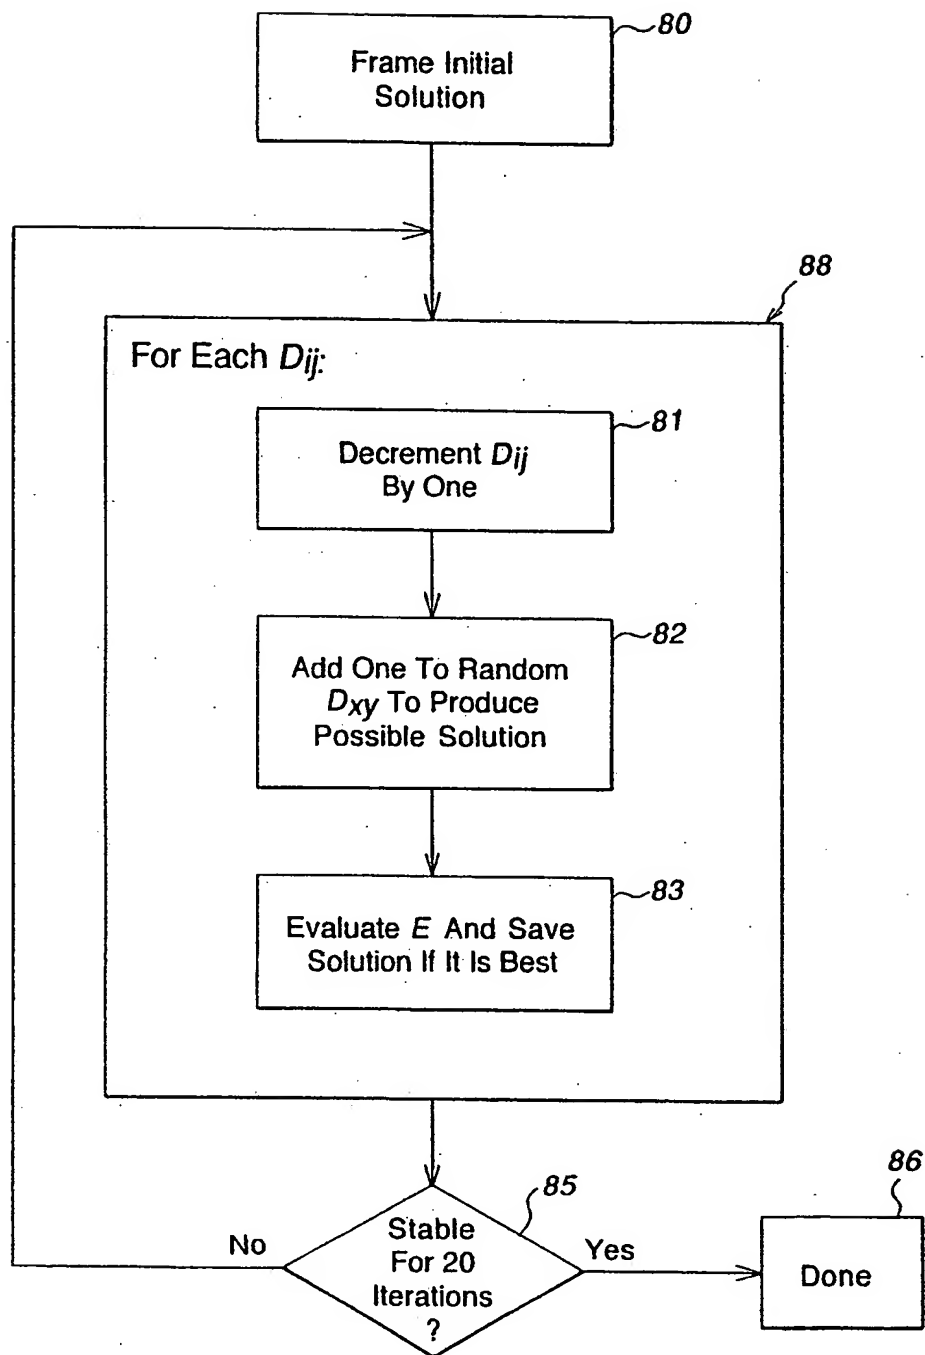 80
Frame Initial
Solution
88
For Each Dij:
81
Decrement Dij
By One
82
Add One To Random
Dxy To Produce
Possible Solution
83
Evaluate E And Save
Solution If It Is Best
85
86
No
Stable
For 20
Iterations
?
Yes
Done